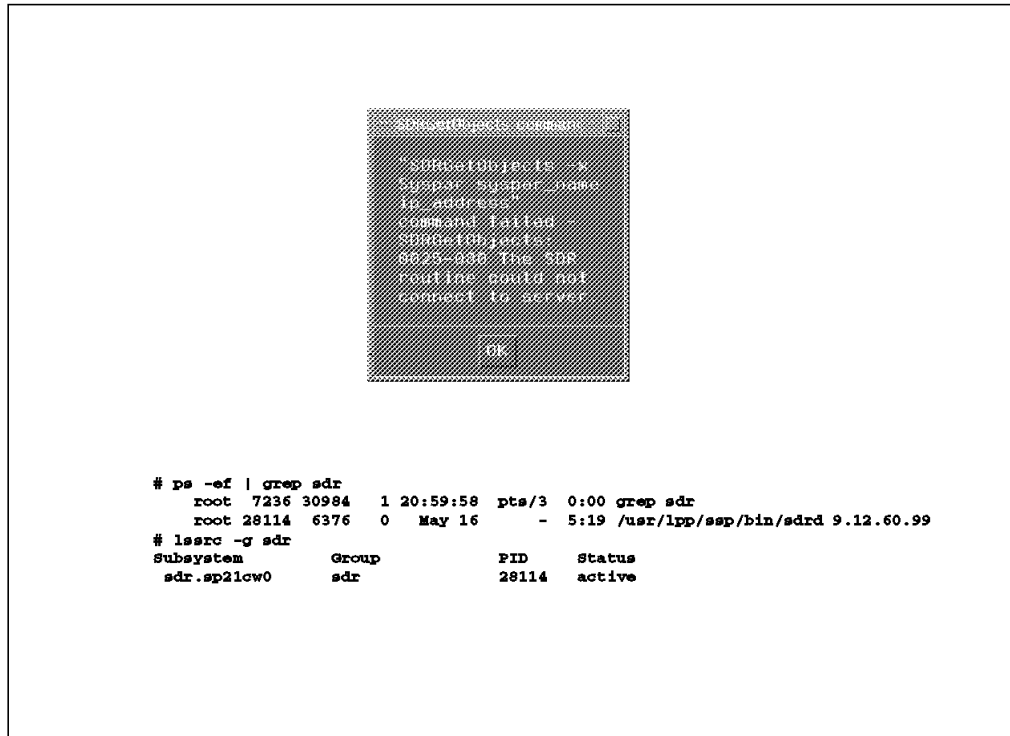 SDRGetObjects command
"SDRGetObjects -x
Syspar syspar_name
ip_address"
command failed -
SDRGetObjects:
0025-080 The SDR
routine could not
connect to server
OK
# ps -ef | grep sdr
root 7236 30984 1 20:59:58 pts/3 0:00 grep sdr
root 28114 6376 0 May 16 - 5:19 /usr/lpp/ssp/bin/sdrd 9.12.60.99
# lssrc -g sdr
Subsystem Group PID Status
sdr.sp21cw0 sdr 28114 active